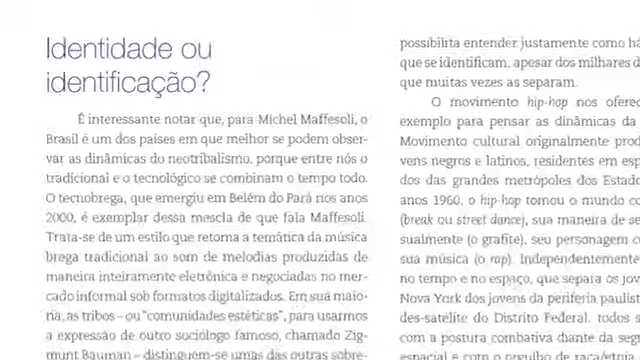 Identidade ou
identificação?
É interessante notar que, para Michel Maffesoli, o
Brasil é um dos países em que melhor se podem obser-
var as dinâmicas do neotribalismo, porque entre nós o
tradicional e o tecnológico se combinam o tempo todo.
O tecnobrega, que emergiu em Belém do Pará nos anos
2000, é exemplar dessa mescla de que fala Maffesoli.
Trata-se de um estilo que retoma a temática da música
brega tradicional ao som de melodias produzidas de
maneira inteiramente eletrônica e negociadas no mer-
cado informal sob formatos digitalizados. Em sua maio-
ria, as tribos – ou "comunidades estéticas", para usarmos
a expressão de outro sociólogo famoso, chamado Zig-
munt Bauman – distinguem-se umas das outras sobre-
possibilita entender justamente como há
que se identificam, apesar dos milhares d
que muitas vezes as separam.
O movimento hip-hop nos oferec
exemplo para pensar as dinâmicas da
Movimento cultural originalmente prod
vens negros e latinos, residentes em esp
dos das grandes metrópoles dos Estado
anos 1960, o hip-hop tomou o mundo co
(break ou street dance), sua maneira de se
sualmente (o grafite), seu personagem c
sua música (o rap). Independentemente
no tempo e no espaço, que separa os jov
Nova York dos jovens da periferia paulist
des-satélite do Distrito Federal, todos s
com a postura combativa diante da seg
espacial e com o orgulho de raça/etn